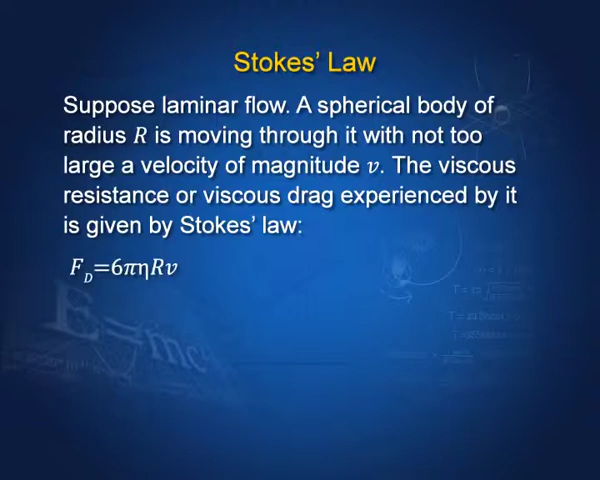 Stokes’ Law
Suppose laminar flow. A spherical body of
radius R is moving through it with not too
large a velocity of magnitude v. The viscous
resistance or viscous drag experienced by it
is given by Stokes’ law:
F_D=6πηRv
E=mc²